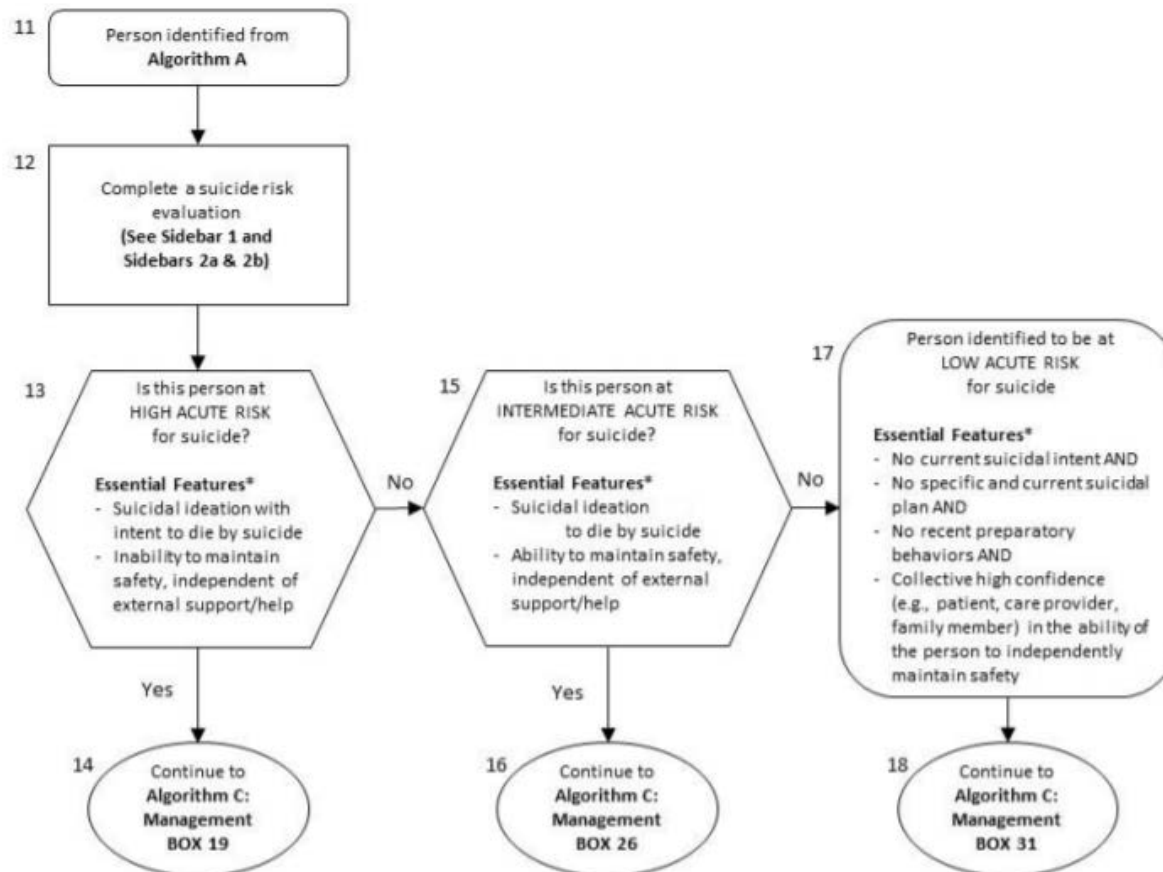 11
Person identified from
Algorithm A
12
Complete a suicide risk
evaluation
(See Sidebar 1 and
Sidebars 2a & 2b)
13
Is this person at
HIGH ACUTE RISK
for suicide?
Essential Features*
- Suicidal ideation with
intent to die by suicide
- Inability to maintain
safety, independent of
external support/help
No
Yes
14
Continue to
Algorithm C:
Management
BOX 19
15
Is this person at
INTERMEDIATE ACUTE RISK
for suicide?
Essential Features*
- Suicidal ideation
to die by suicide
- Ability to maintain safety,
independent of external
support/help
No
Yes
16
Continue to
Algorithm C:
Management
BOX 26
17
Person identified to be at
LOW ACUTE RISK
for suicide
Essential Features*
- No current suicidal intent AND
- No specific and current suicidal
plan AND
- No recent preparatory
behaviors AND
- Collective high confidence
(e.g., patient, care provider,
family member) in the ability of
the person to independently
maintain safety
18
Continue to
Algorithm C:
Management
BOX 31